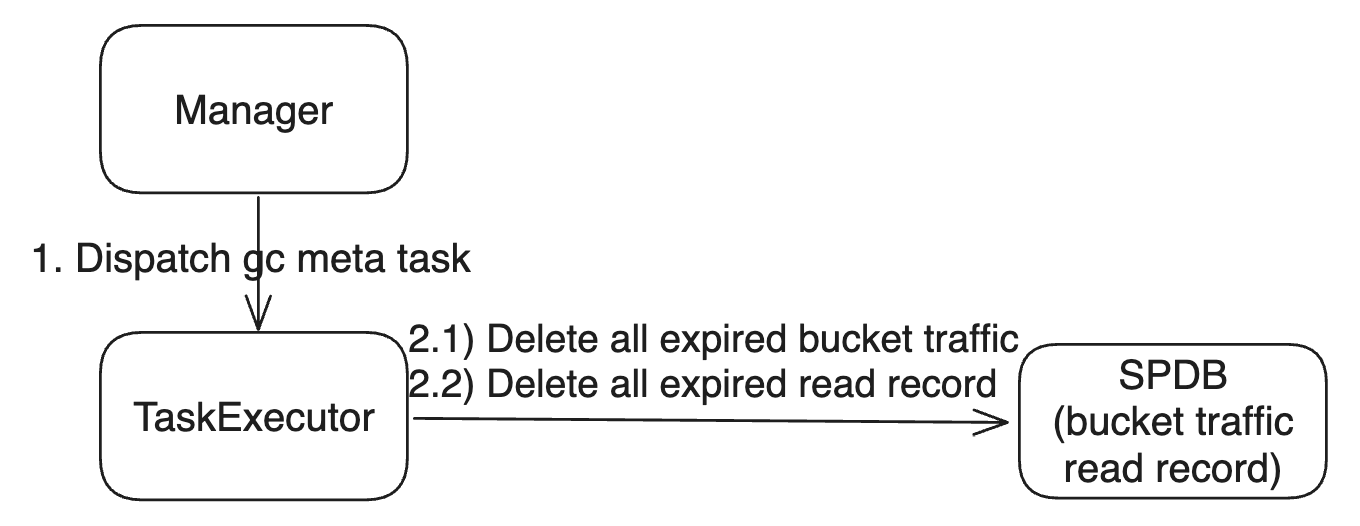 Manager
1. Dispatch gc meta task
2.1) Delete all expired bucket traffic
2.2) Delete all expired read record
TaskExecutor
SPDB
(bucket traffic
read record)